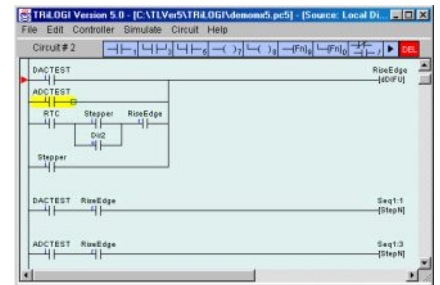 TRiLOGI Version 5.0 - [C:\TLVer5\TRiLOGI\demomx5.pc5] - [Source: Local Di...
File Edit Controller Simulate Circuit Help
Circuit # 2
DEL
DACTEST RiseEdge
[dDIFU]
ADCTEST
RTC Stepper RiseEdge
Dir2
Stepper
DACTEST RiseEdge Seq1:1
[StepN]
ADCTEST RiseEdge Seq1:3
[StepN]